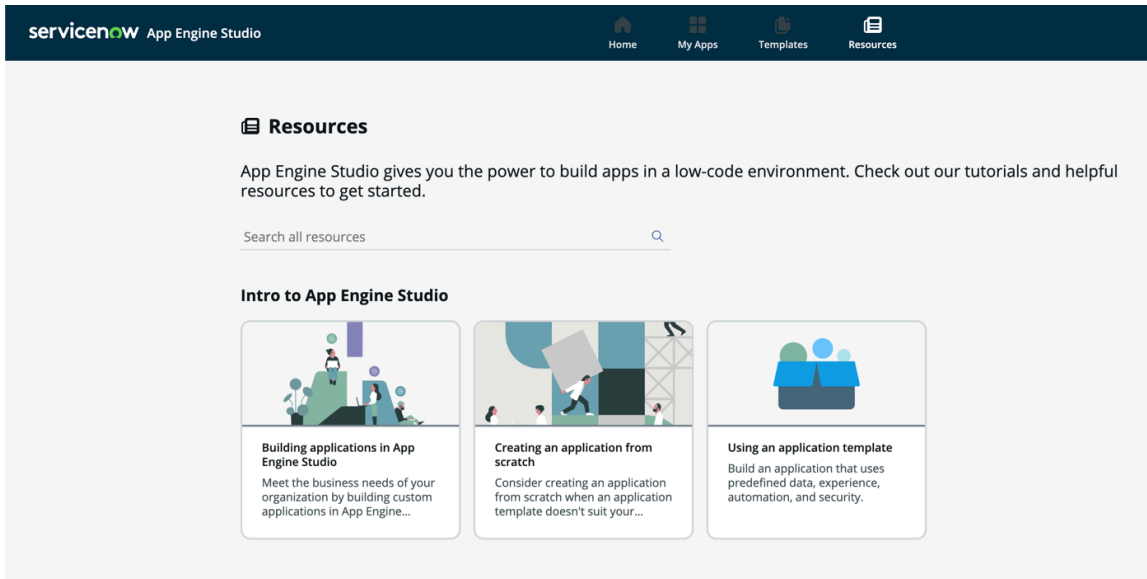 servicenow App Engine Studio
Home My Apps Templates Resources
Resources
App Engine Studio gives you the power to build apps in a low-code environment. Check out our tutorials and helpful
resources to get started.
Search all resources
Intro to App Engine Studio
Building applications in App
Engine Studio
Meet the business needs of your
organization by building custom
applications in App Engine...
Creating an application from
scratch
Consider creating an application
from scratch when an application
template doesn't suit your...
Using an application template
Build an application that uses
predefined data, experience,
automation, and security.